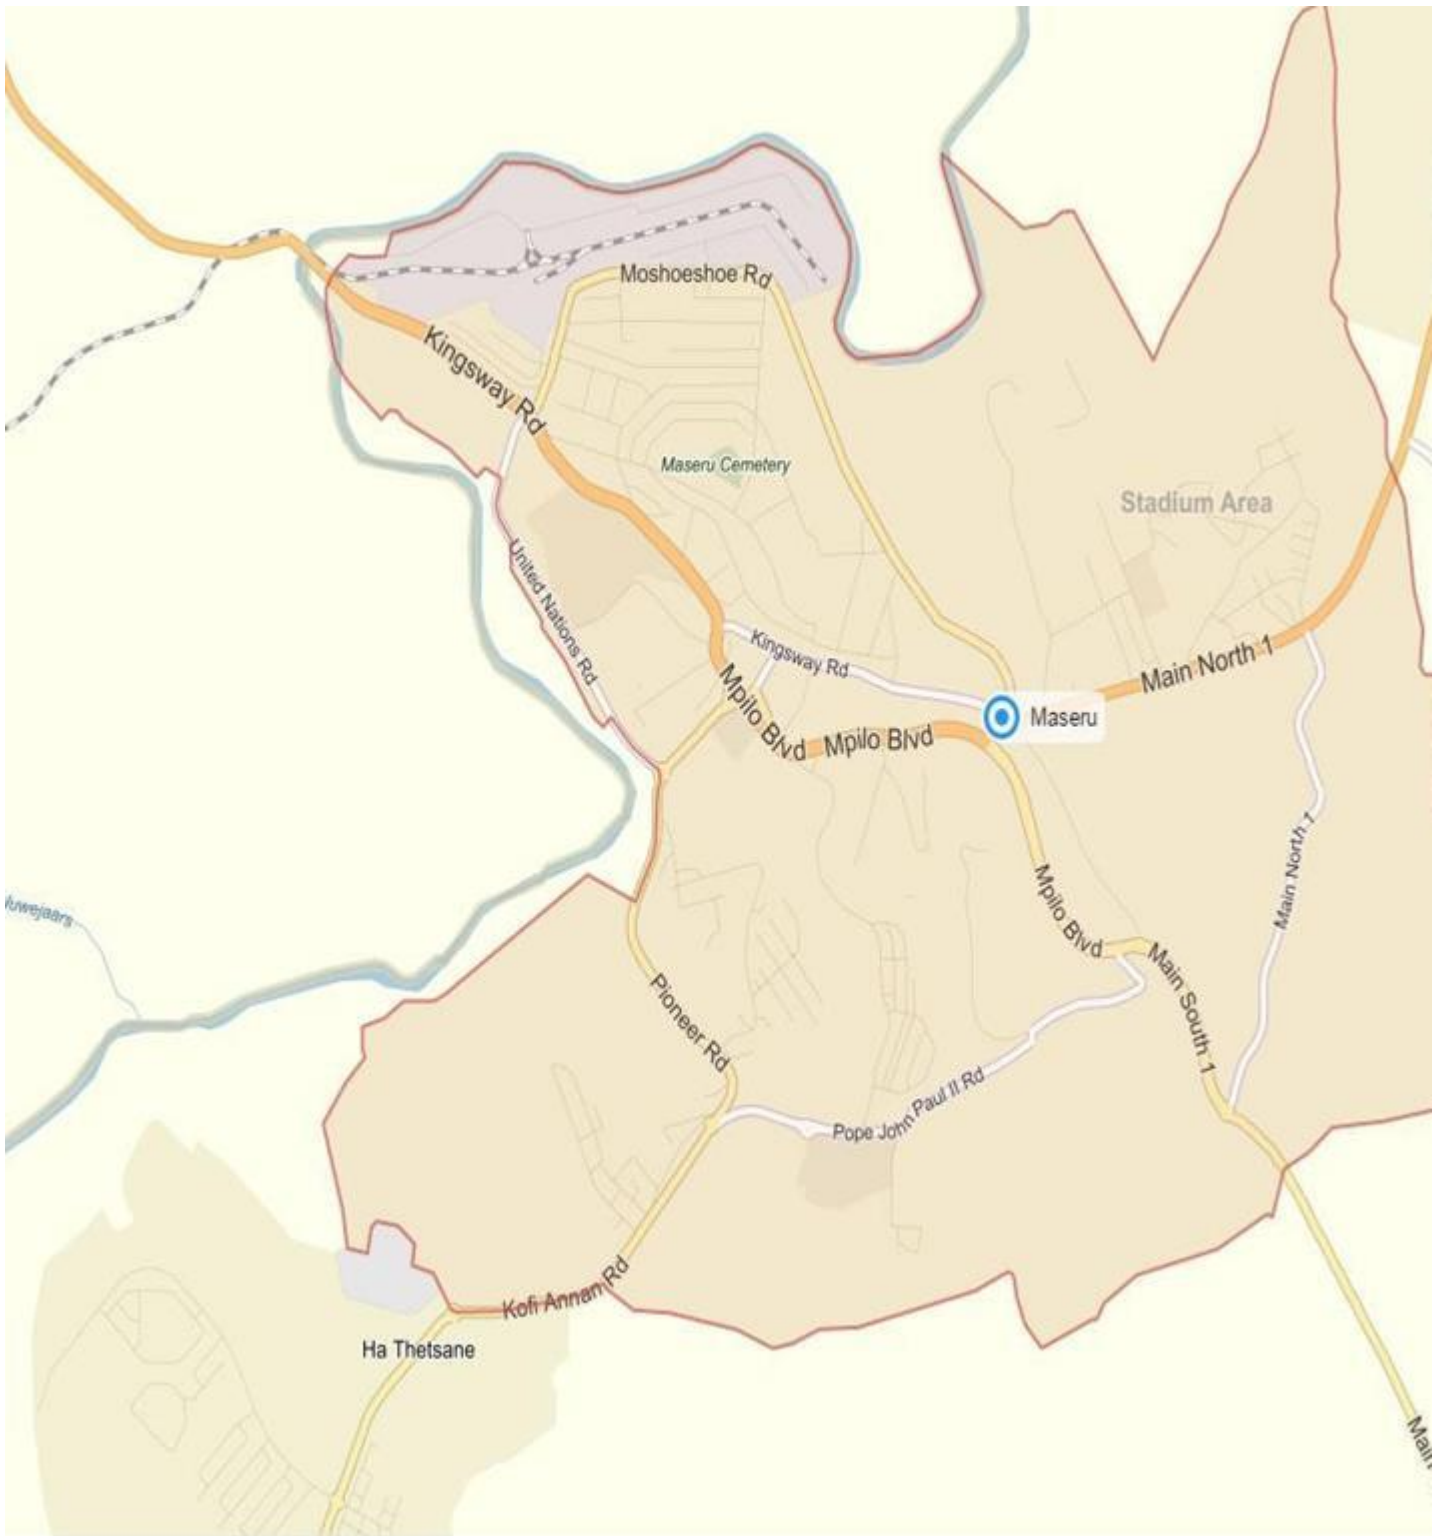 Moshoeshoe Rd
Kingsway Rd
Maseru Cemetery
Stadium Area
United Nations Rd
Kingsway Rd
Main North 1
Mpilo Blvd
Mpilo Blvd
Maseru
Main North 1
Mpilo Blvd
Main South 1
Pioneer Rd
Pope John Paul II Rd
Kofi Annan Rd
Ha Thetsane
Main